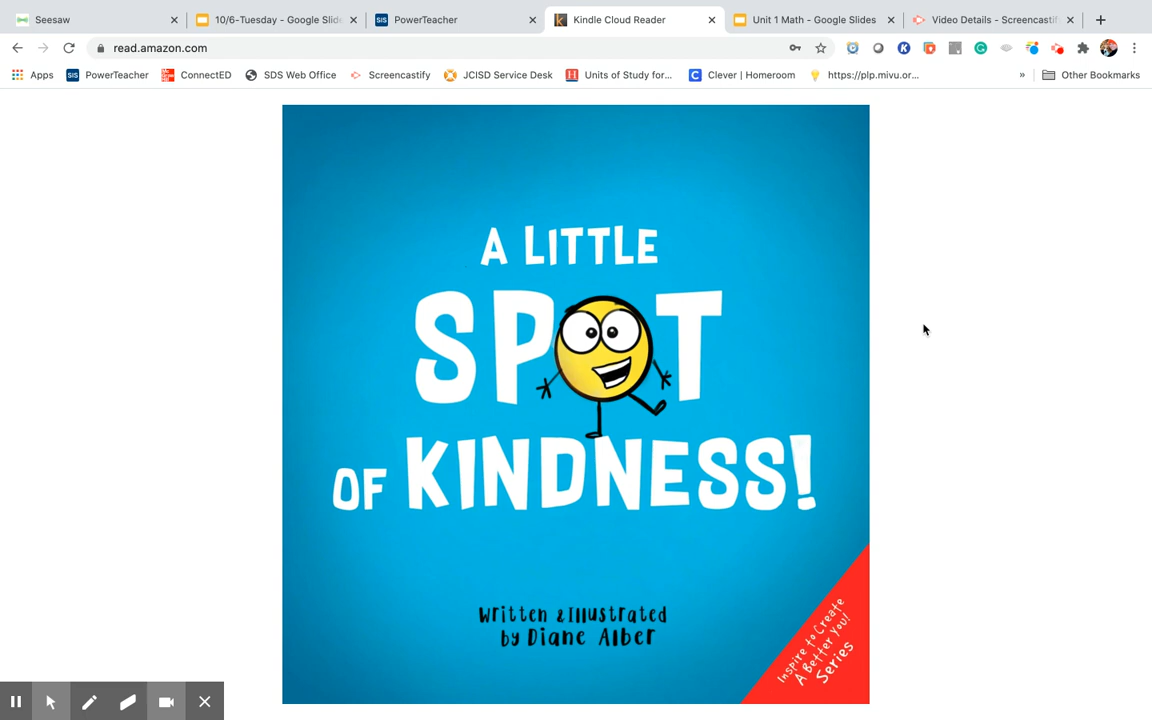 Seesaw
10/6-Tuesday - Google Slide
PowerTeacher
Kindle Cloud Reader
Unit 1 Math - Google Slides
Video Details - Screencastif
read.amazon.com
Apps
SIS PowerTeacher
ConnectED
SDS Web Office
Screencastify
JCISD Service Desk
Units of Study for...
Clever | Homeroom
https://plp.mivu.or...
»
Other Bookmarks
A LITTLE
SPOT
OF KINDNESS!
Written & Illustrated
by Diane Alber
Inspire to Create
A Better You!
Series